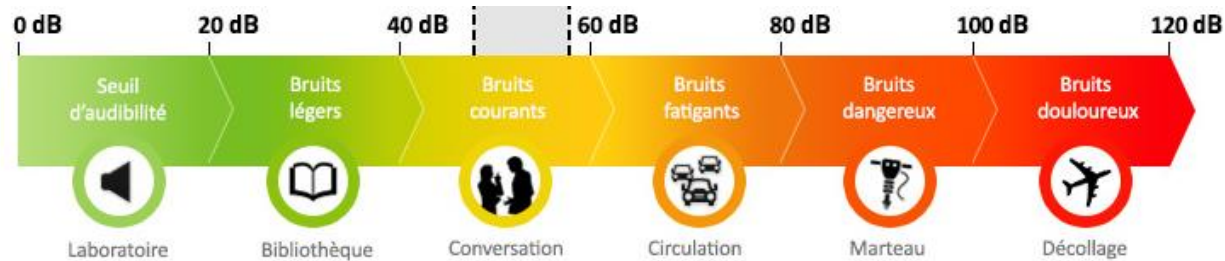 0 dB 20 dB 40 dB 60 dB 80 dB 100 dB 120 dB
Seuil
d'audibilité
Bruits
légers
Bruits
courants
Bruits
fatigants
Bruits
dangereux
Bruits
douloureux
Laboratoire
Bibliothèque
Conversation
Circulation
Marteau
Décollage